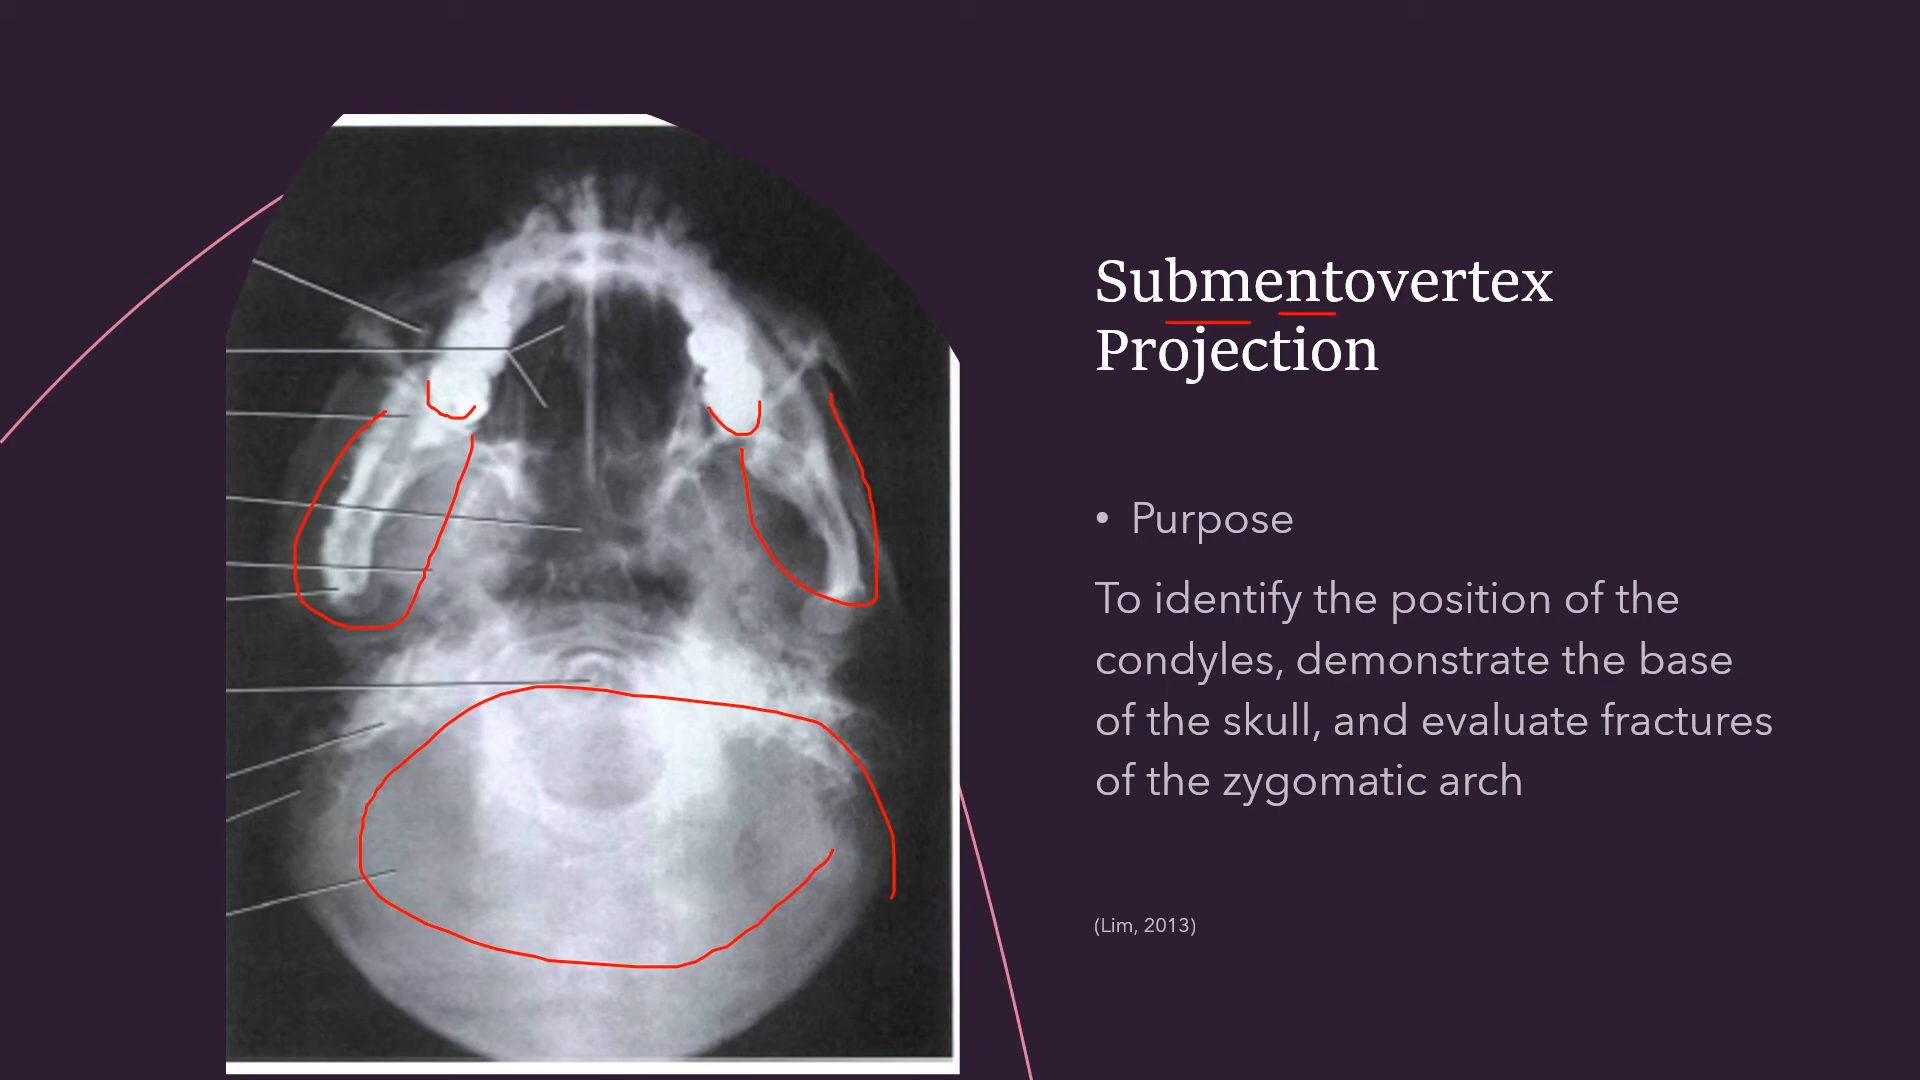 Submentovertex
Projection
• Purpose
To identify the position of the
condyles, demonstrate the base
of the skull, and evaluate fractures
of the zygomatic arch
(Lim, 2013)